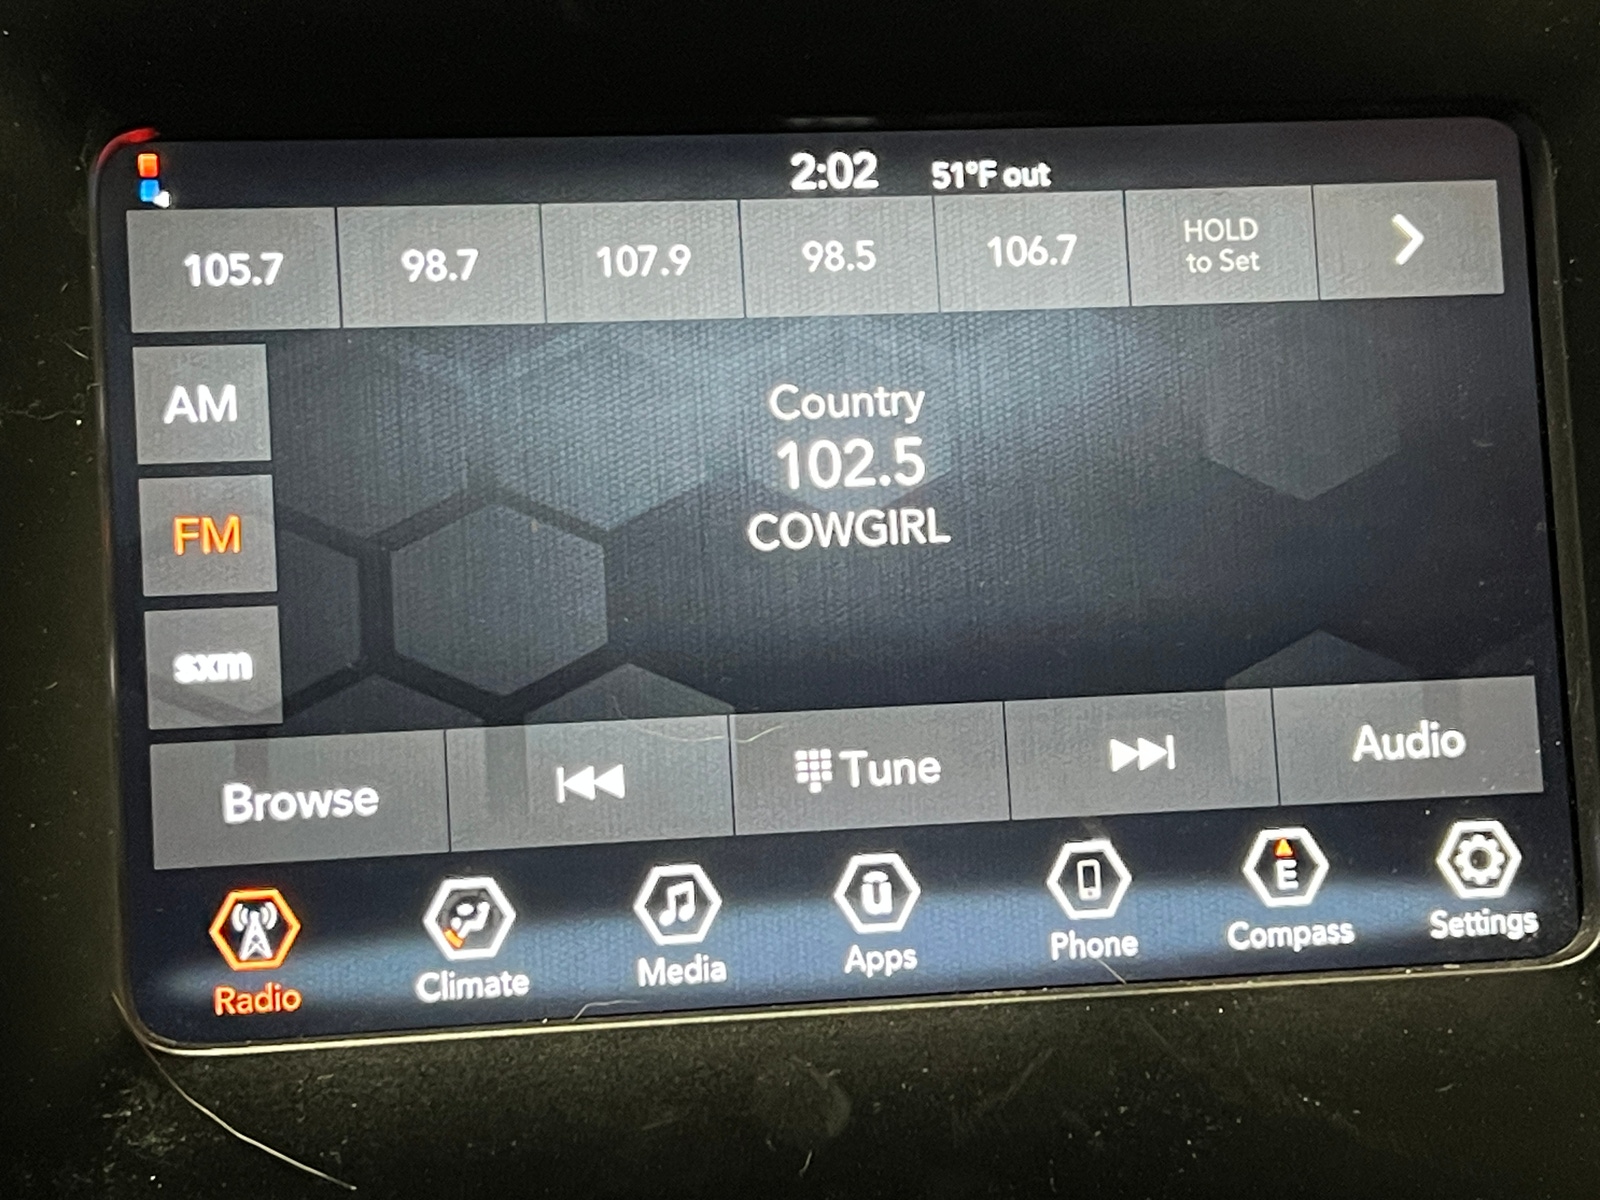 2:02 51°F out
105.7 98.7 107.9 98.5 106.7 HOLD
to Set
AM
Country
102.5
FM
COWGIRL
sxm
Browse Tune Audio
Radio Climate Media Apps Phone E Compass Settings